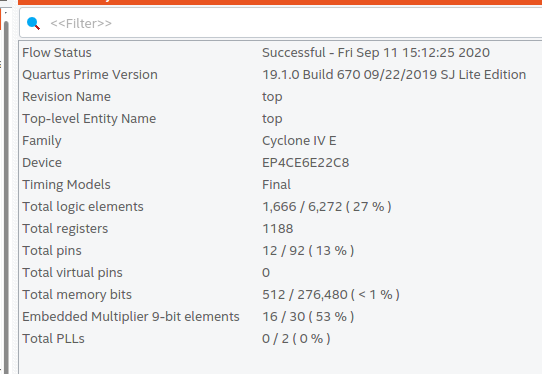 <<Filter>>
Flow Status Successful - Fri Sep 11 15:12:25 2020
Quartus Prime Version 19.1.0 Build 670 09/22/2019 SJ Lite Edition
Revision Name top
Top-level Entity Name top
Family Cyclone IV E
Device EP4CE6E22C8
Timing Models Final
Total logic elements 1,666 / 6,272 ( 27 % )
Total registers 1188
Total pins 12 / 92 ( 13 % )
Total virtual pins 0
Total memory bits 512 / 276,480 ( < 1 % )
Embedded Multiplier 9-bit elements 16 / 30 ( 53 % )
Total PLLs 0 / 2 ( 0 % )